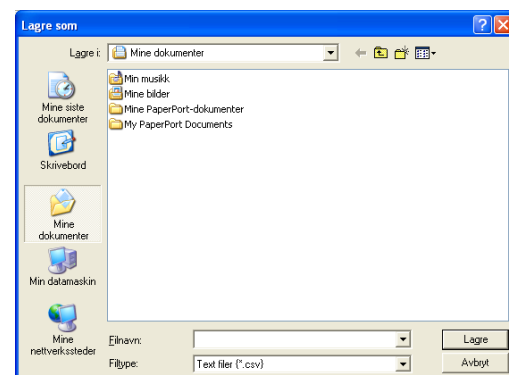 Lagre som
Lagre i:
Mine dokumenter
Mine siste
dokumenter
Skrivebord
Mine
dokumenter
Min datamaskin
Mine
nettverkssteder
Min musikk
Mine bilder
Mine PaperPort-dokumenter
My PaperPort Documents
Filnavn:
Lagre
Filtype:
Text filer (*.csv)
Avbryt